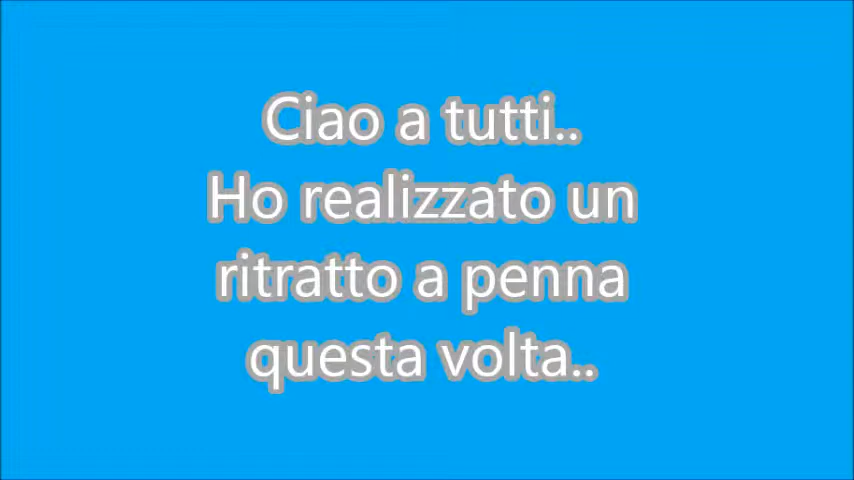 Ciao a tutti..
Ho realizzato un
ritratto a penna
questa volta..